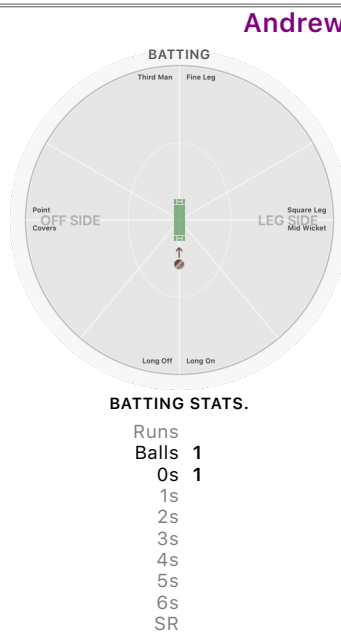 Andrew
BATTING
Third Man Fine Leg
Point Square Leg
OFF SIDE LEG SIDE
Covers Mid Wicket
Long Off Long On
BATTING STATS.
Runs
Balls 1
0s 1
1s
2s
3s
4s
5s
6s
SR